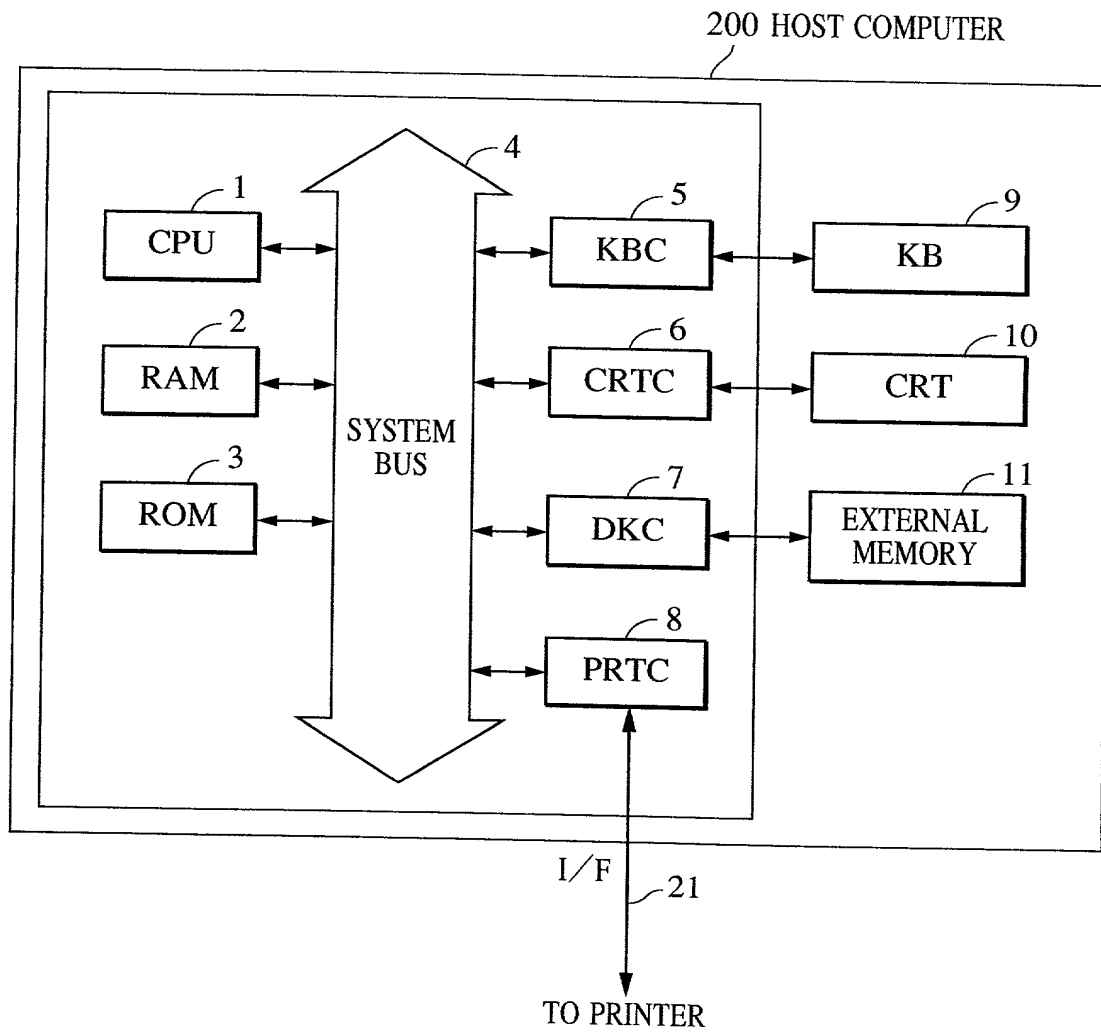 200 HOST COMPUTER
4
1
CPU
5
KBC
9
KB
2
RAM
6
CRTC
10
CRT
SYSTEM
BUS
3
ROM
7
DKC
11
EXTERNAL
MEMORY
8
PRTC
I/F
21
TO PRINTER